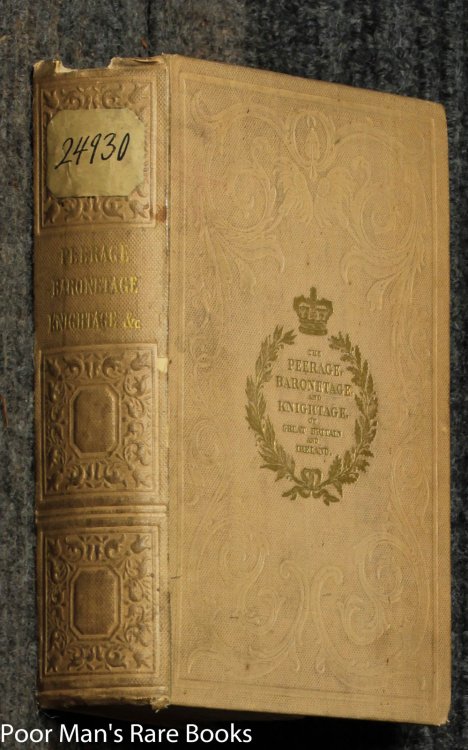 24930
PEERAGE
BARONETAGE
KNIGHTAGE &c
THE
PEERAGE,
BARONETAGE,
AND
KNIGHTAGE,
OF
GREAT BRITAIN
AND
IRELAND.
Poor Man's Rare Books